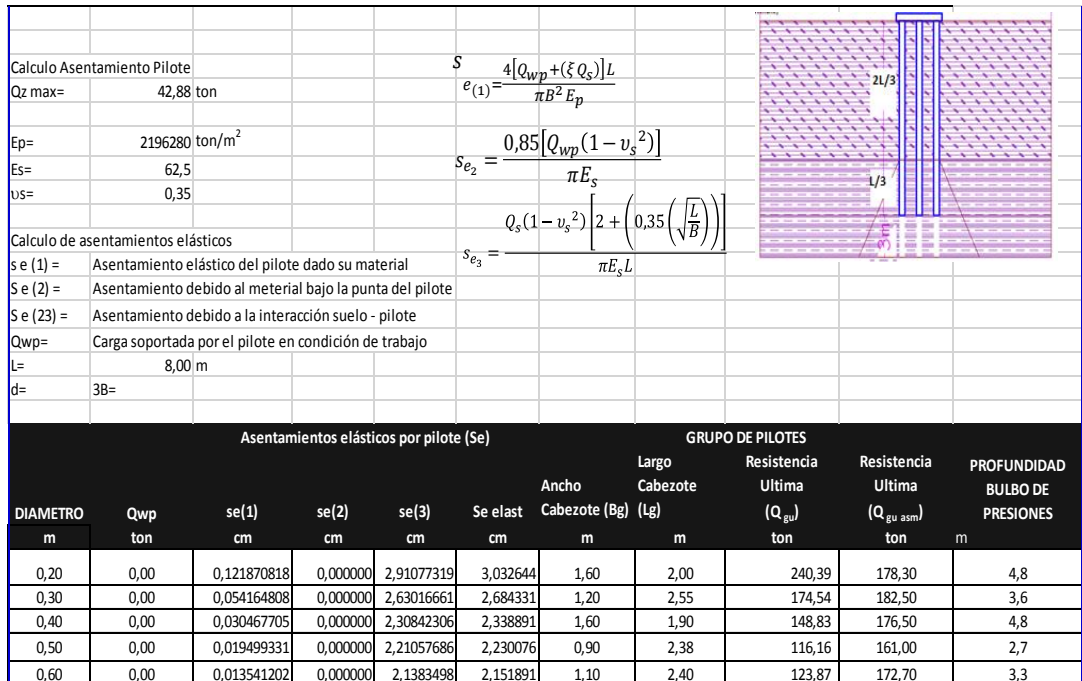 Calculo Asentamiento Pilote
Qz max= 42,88 ton
Ep= 2196280 ton/m²
Es= 62,5
υs= 0,35
Calculo de asentamientos elásticos
s e (1) = Asentamiento elástico del pilote dado su material
S e (2) = Asentamiento debido al meterial bajo la punta del pilote
S e (23) = Asentamiento debido a la interacción suelo - pilote
Qwp= Carga soportada por el pilote en condición de trabajo
L= 8,00 m
d= 3B=
s e(1) = 4[Qwp+(ξ Qs)]L / πB² Ep
s e2 = 0,85[Qwp(1 − υs²)] / πEs
s e3 = Qs(1 − υs²)[2 + (0,35(√(L/B)))] / πEsL
2L/3
L/3
3m
Asentamientos elásticos por pilote (Se) GRUPO DE PILOTES
DIAMETRO Qwp se(1) se(2) se(3) Se elast Ancho Cabezote (Bg) Largo Cabezote (Lg) Resistencia Ultima (Q gu) Resistencia Ultima (Q gu asm) PROFUNDIDAD BULBO DE PRESIONES
m ton cm cm cm cm m m ton ton m
0,20 0,00 0,121870818 0,000000 2,91077319 3,032644 1,60 2,00 240,39 178,30 4,8
0,30 0,00 0,054164808 0,000000 2,63016661 2,684331 1,20 2,55 174,54 182,50 3,6
0,40 0,00 0,030467705 0,000000 2,30842306 2,338891 1,60 1,90 148,83 176,50 4,8
0,50 0,00 0,019499331 0,000000 2,21057686 2,230076 0,90 2,38 116,16 161,00 2,7
0,60 0,00 0,013541202 0,000000 2,1383498 2,151891 1,10 2,40 123,87 172,70 3,3